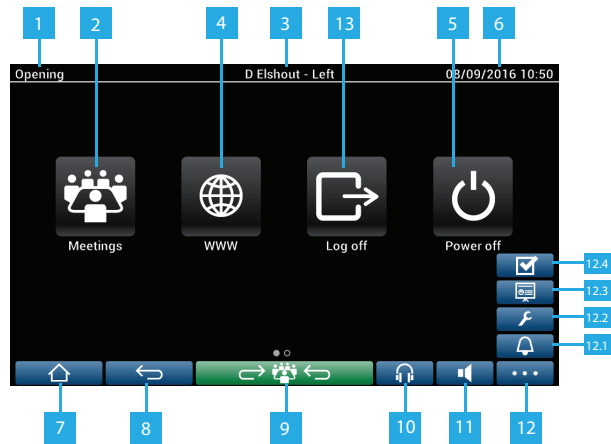 1 2 4 3 13 5 6
Opening D Elshout - Left 08/09/2016 10:50
Meetings WWW Log off Power off
12.4
12.3
12.2
12.1
7 8 9 10 11 12